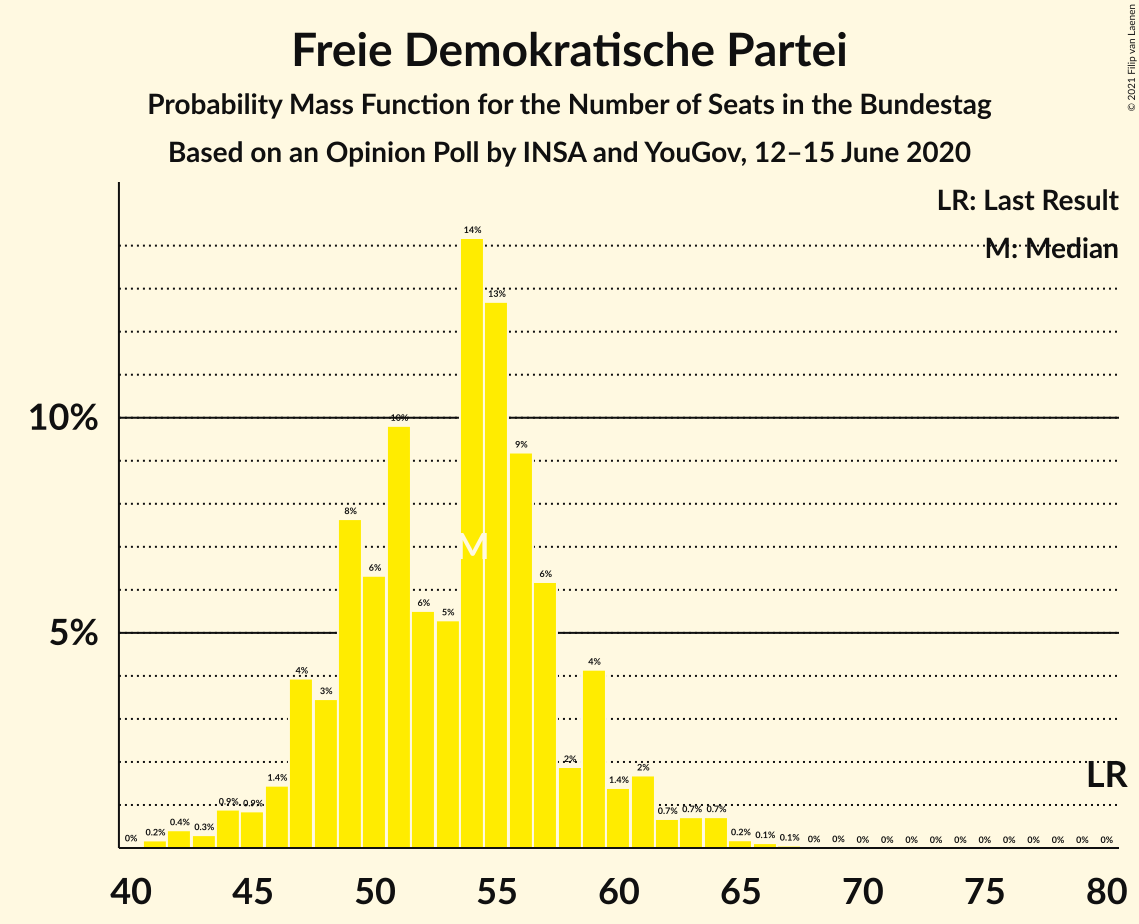 Freie Demokratische Partei
Probability Mass Function for the Number of Seats in the Bundestag
Based on an Opinion Poll by INSA and YouGov, 12–15 June 2020
© 2021 Filip van Laenen
LR: Last Result
M: Median
10%
5%
0% 0.2% 0.4% 0.3% 0.9% 0.9% 1.4% 4% 3% 8% 6% 10% 6% 5% 14% 13% 9% 6% 2% 4% 1.4% 2% 0.7% 0.7% 0.7% 0.2% 0.1% 0.1% 0% 0% 0% 0% 0% 0% 0% 0% 0% 0% 0% 0% 0%
M
LR
40 45 50 55 60 65 70 75 80